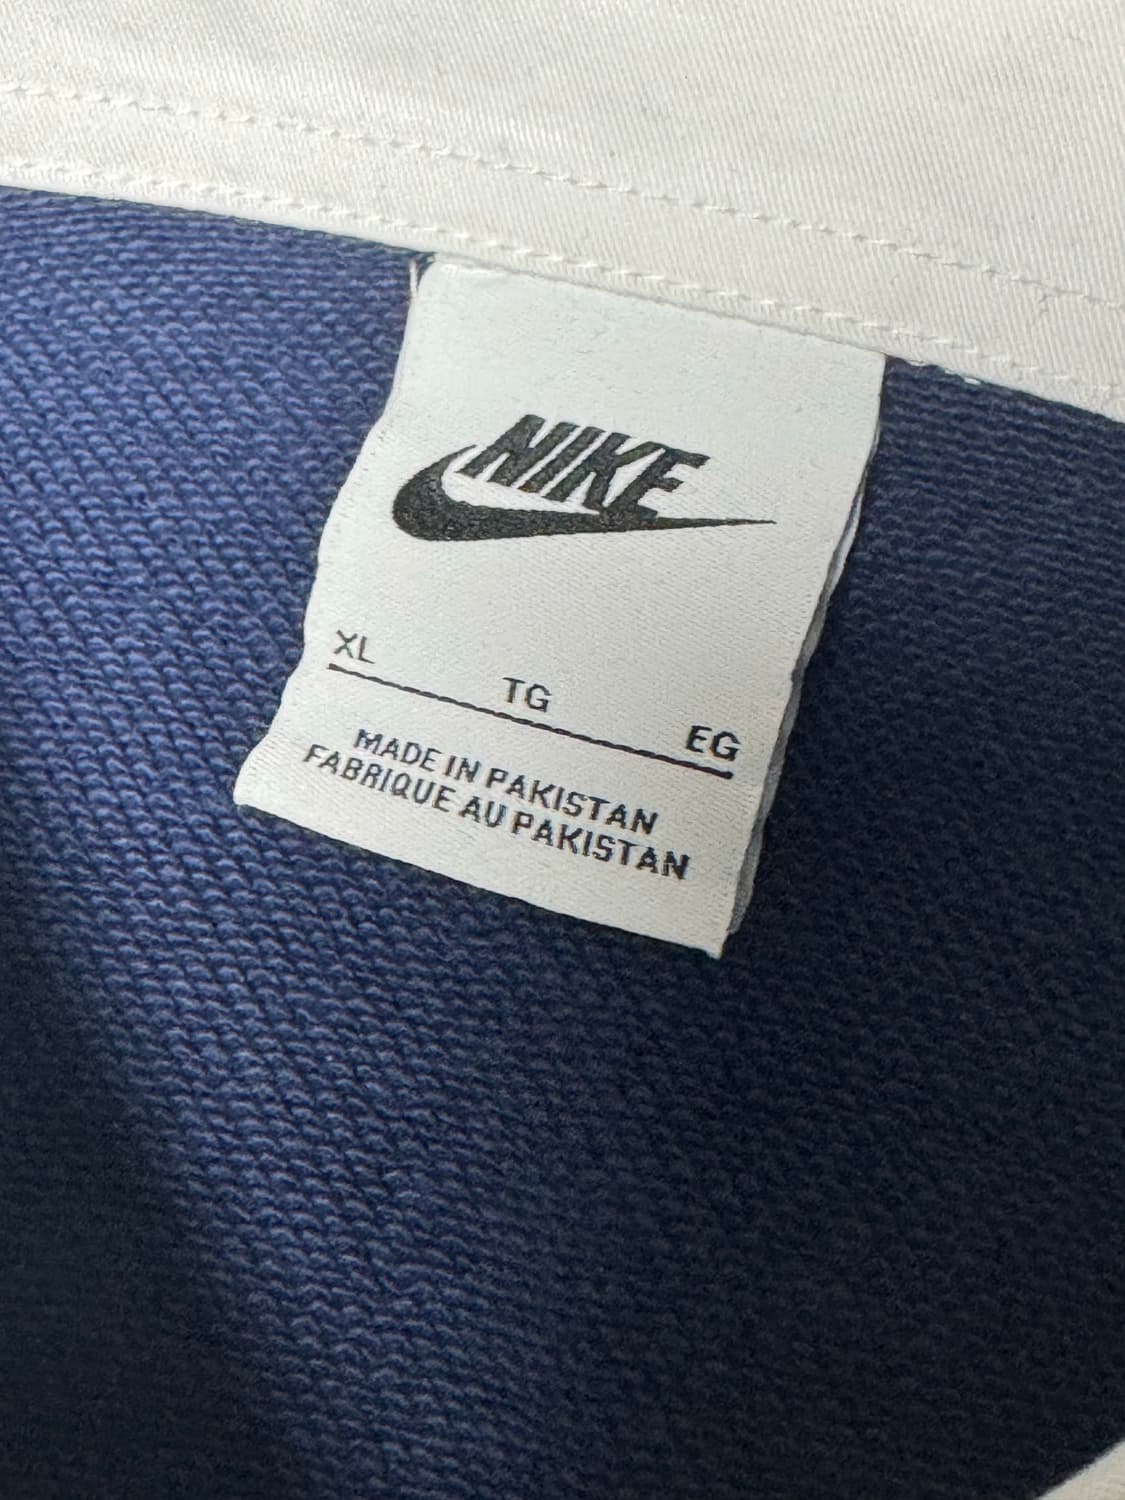 NIKE
XL TG EG
MADE IN PAKISTAN
FABRIQUE AU PAKISTAN